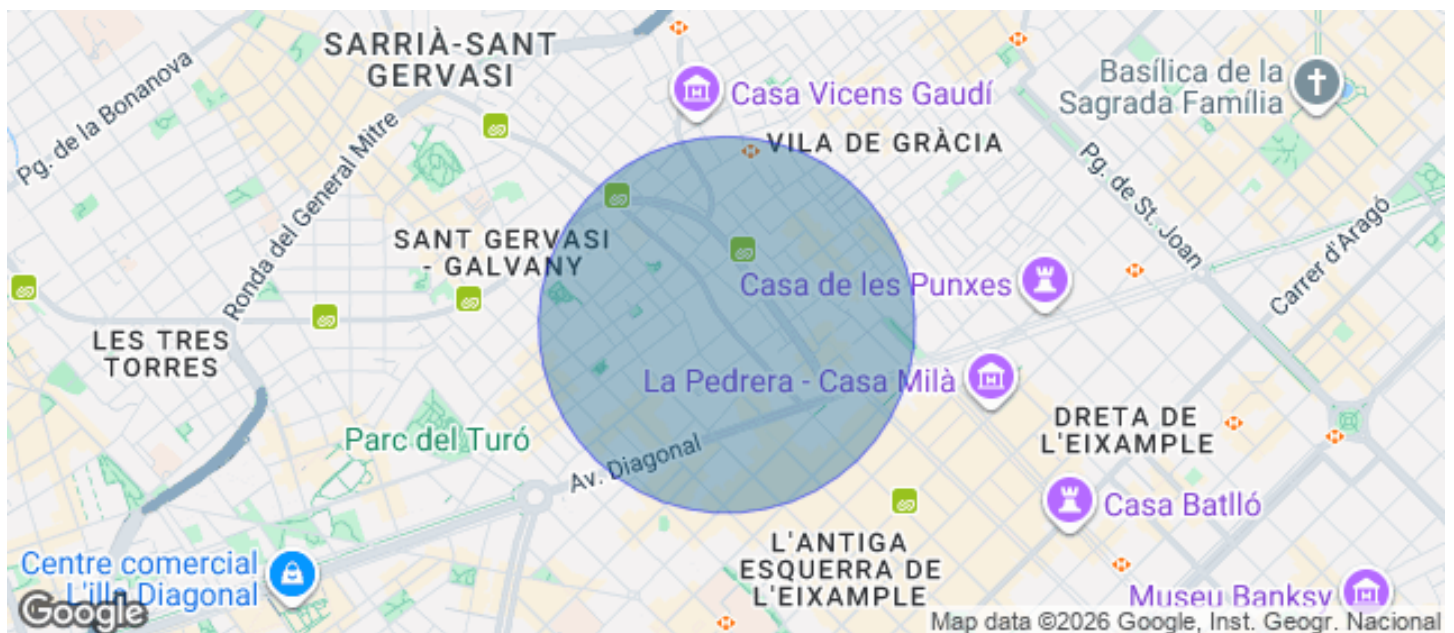 SARRIÀ-SANT
GERVASI
Pg. de la Bonanova
Ronda del General Mitre
Casa Vicens Gaudí
VILA DE GRÀCIA
Basílica de la
Sagrada Família
Pg. de St. Joan
Carrer d'Aragó
SANT GERVASI
- GALVANY
Casa de les Punxes
LES TRES
TORRES
La Pedrera - Casa Milà
DRETA DE
L'EIXAMPLE
Parc del Turó
Av. Diagonal
Casa Batlló
L'ANTIGA
ESQUERRA DE
L'EIXAMPLE
Centre comercial
L'illa Diagonal
Museu Banksy
Google
Map data ©2026 Google, Inst. Geogr. Nacional